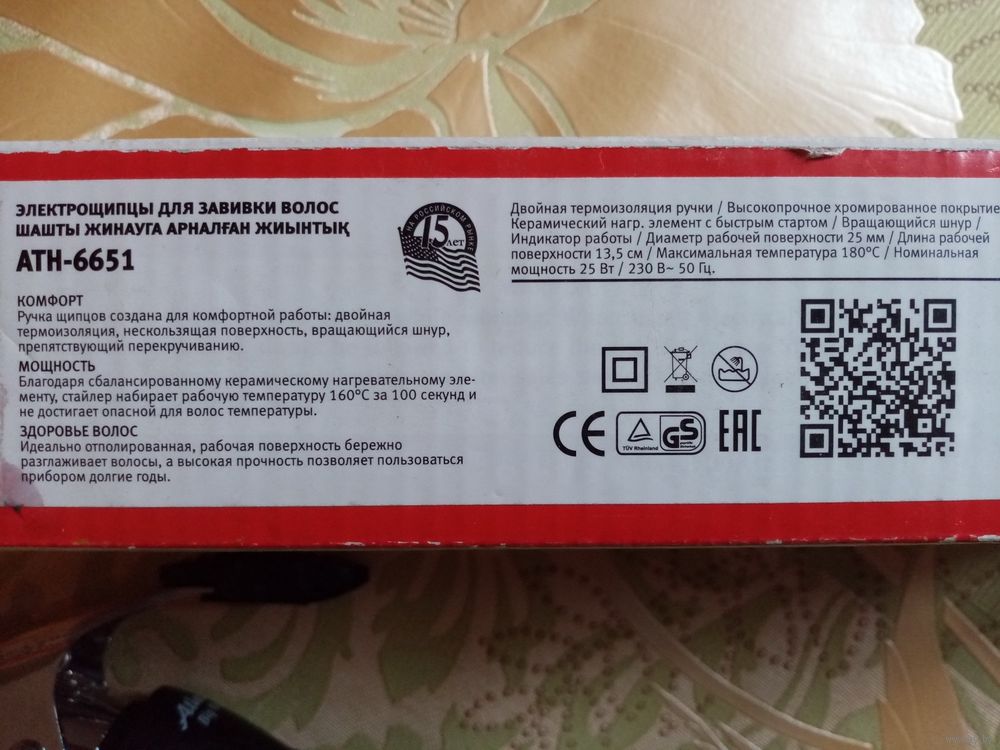 ЭЛЕКТРОЩИПЦЫ ДЛЯ ЗАВИВКИ ВОЛОС
ШАШТЫ ЖИНАУГА АРНАЛҒАН ЖИЫНТЫҚ
ATH-6651
НА РОССИЙСКОМ РЫНКЕ
15 лет
КОМФОРТ
Ручка щипцов создана для комфортной работы: двойная
термоизоляция, нескользящая поверхность, вращающийся шнур,
препятствующий перекручиванию.
МОЩНОСТЬ
Благодаря сбалансированному керамическому нагревательному эле-
менту, стайлер набирает рабочую температуру 160°С за 100 секунд и
не достигает опасной для волос температуры.
ЗДОРОВЬЕ ВОЛОС
Идеально отполированная, рабочая поверхность бережно
разглаживает волосы, а высокая прочность позволяет пользоваться
прибором долгие годы.
Двойная термоизоляция ручки / Высокопрочное хромированное покрытие
Керамический нагр. элемент с быстрым стартом / Вращающийся шнур /
Индикатор работы / Диаметр рабочей поверхности 25 мм / Длина рабочей
поверхности 13,5 см / Максимальная температура 180°С / Номинальная
мощность 25 Вт / 230 В~ 50 Гц.
CE
TÜV Rheinland
GS
EAC